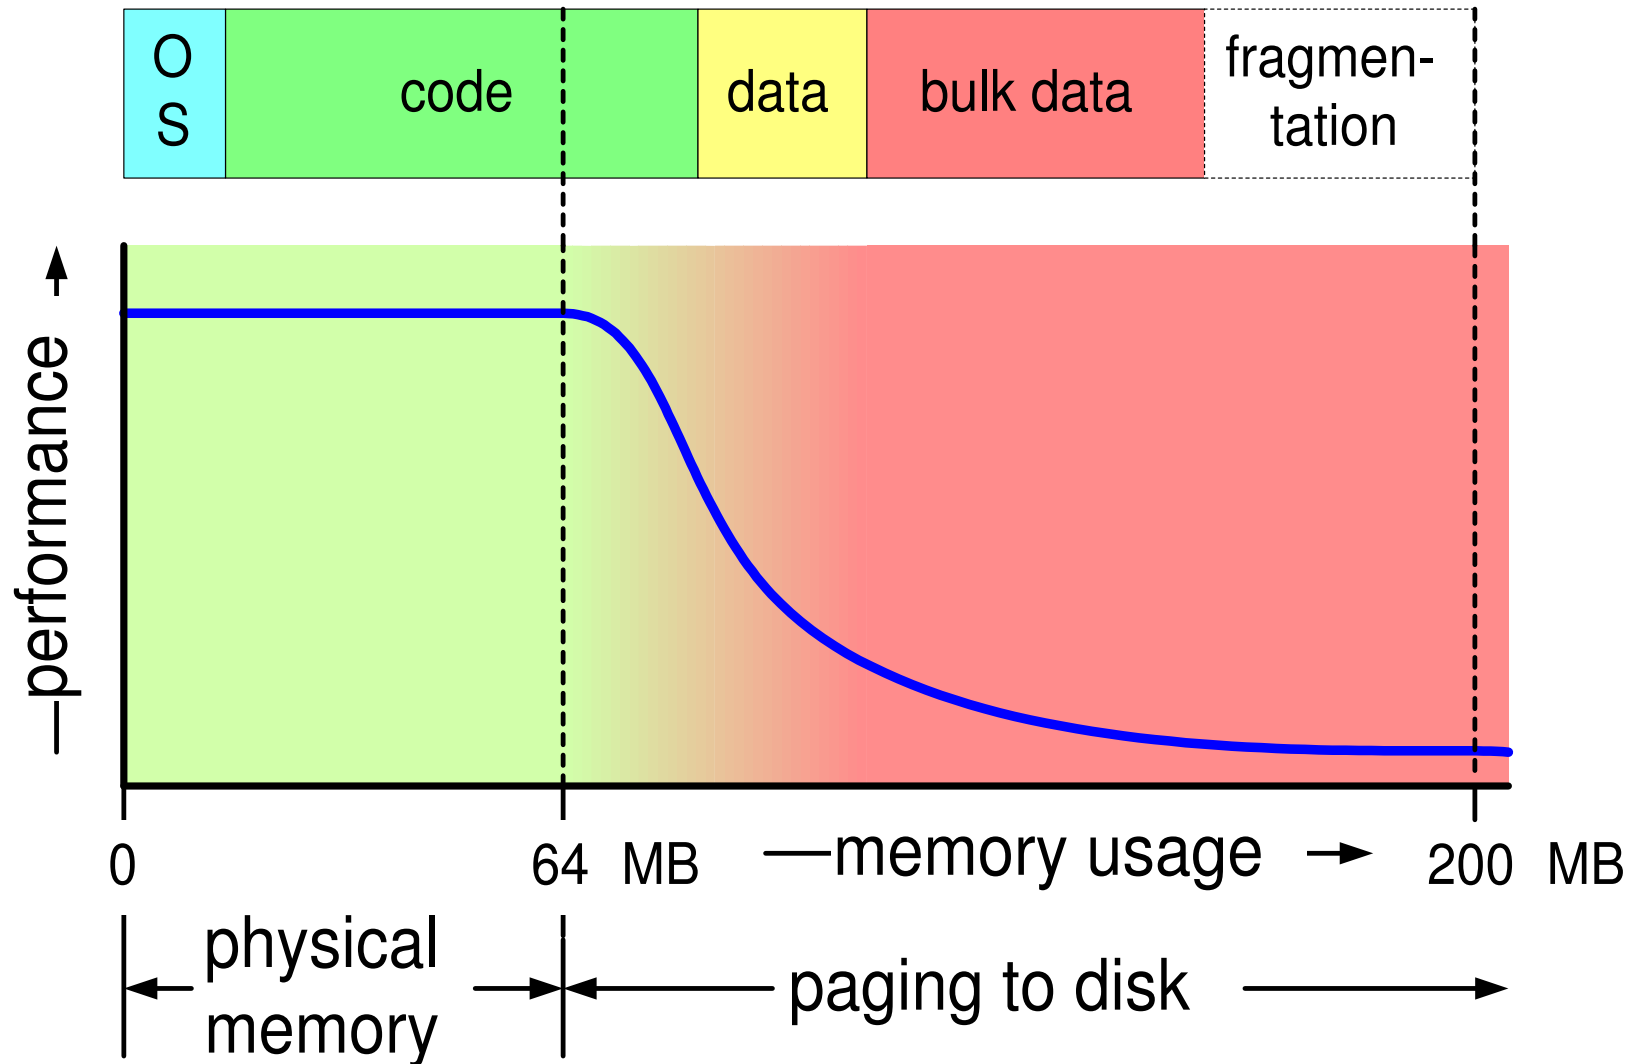 O
S
code
data
bulk data
fragmen-
tation
performance
0
64 MB
memory usage
200 MB
physical
memory
paging to disk